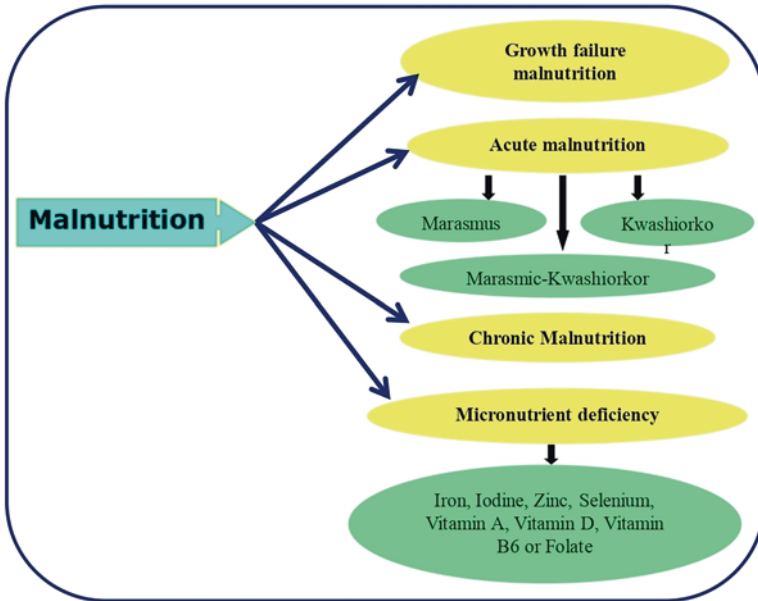 Growth failure
malnutrition
Acute malnutrition
Malnutrition
Marasmus
Kwashiorko
r
Marasmic-Kwashiorkor
Chronic Malnutrition
Micronutrient deficiency
Iron, Iodine, Zinc, Selenium,
Vitamin A, Vitamin D, Vitamin
B6 or Folate